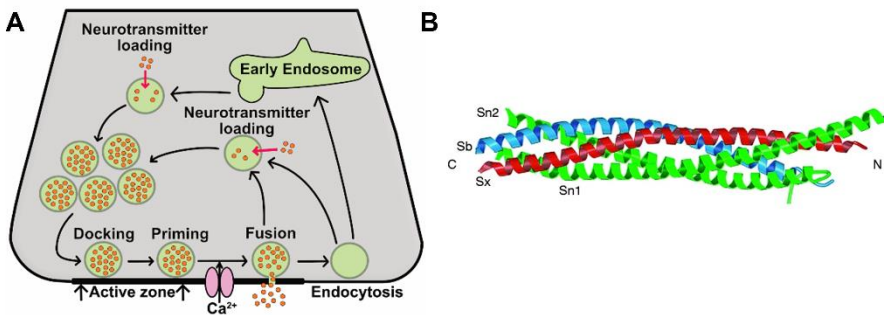 A
Neurotransmitter
loading
Early Endosome
Neurotransmitter
loading
Docking
Priming
Fusion
Active zone
Ca²⁺
Endocytosis
B
Sn2
Sb
C
Sx
Sn1
N